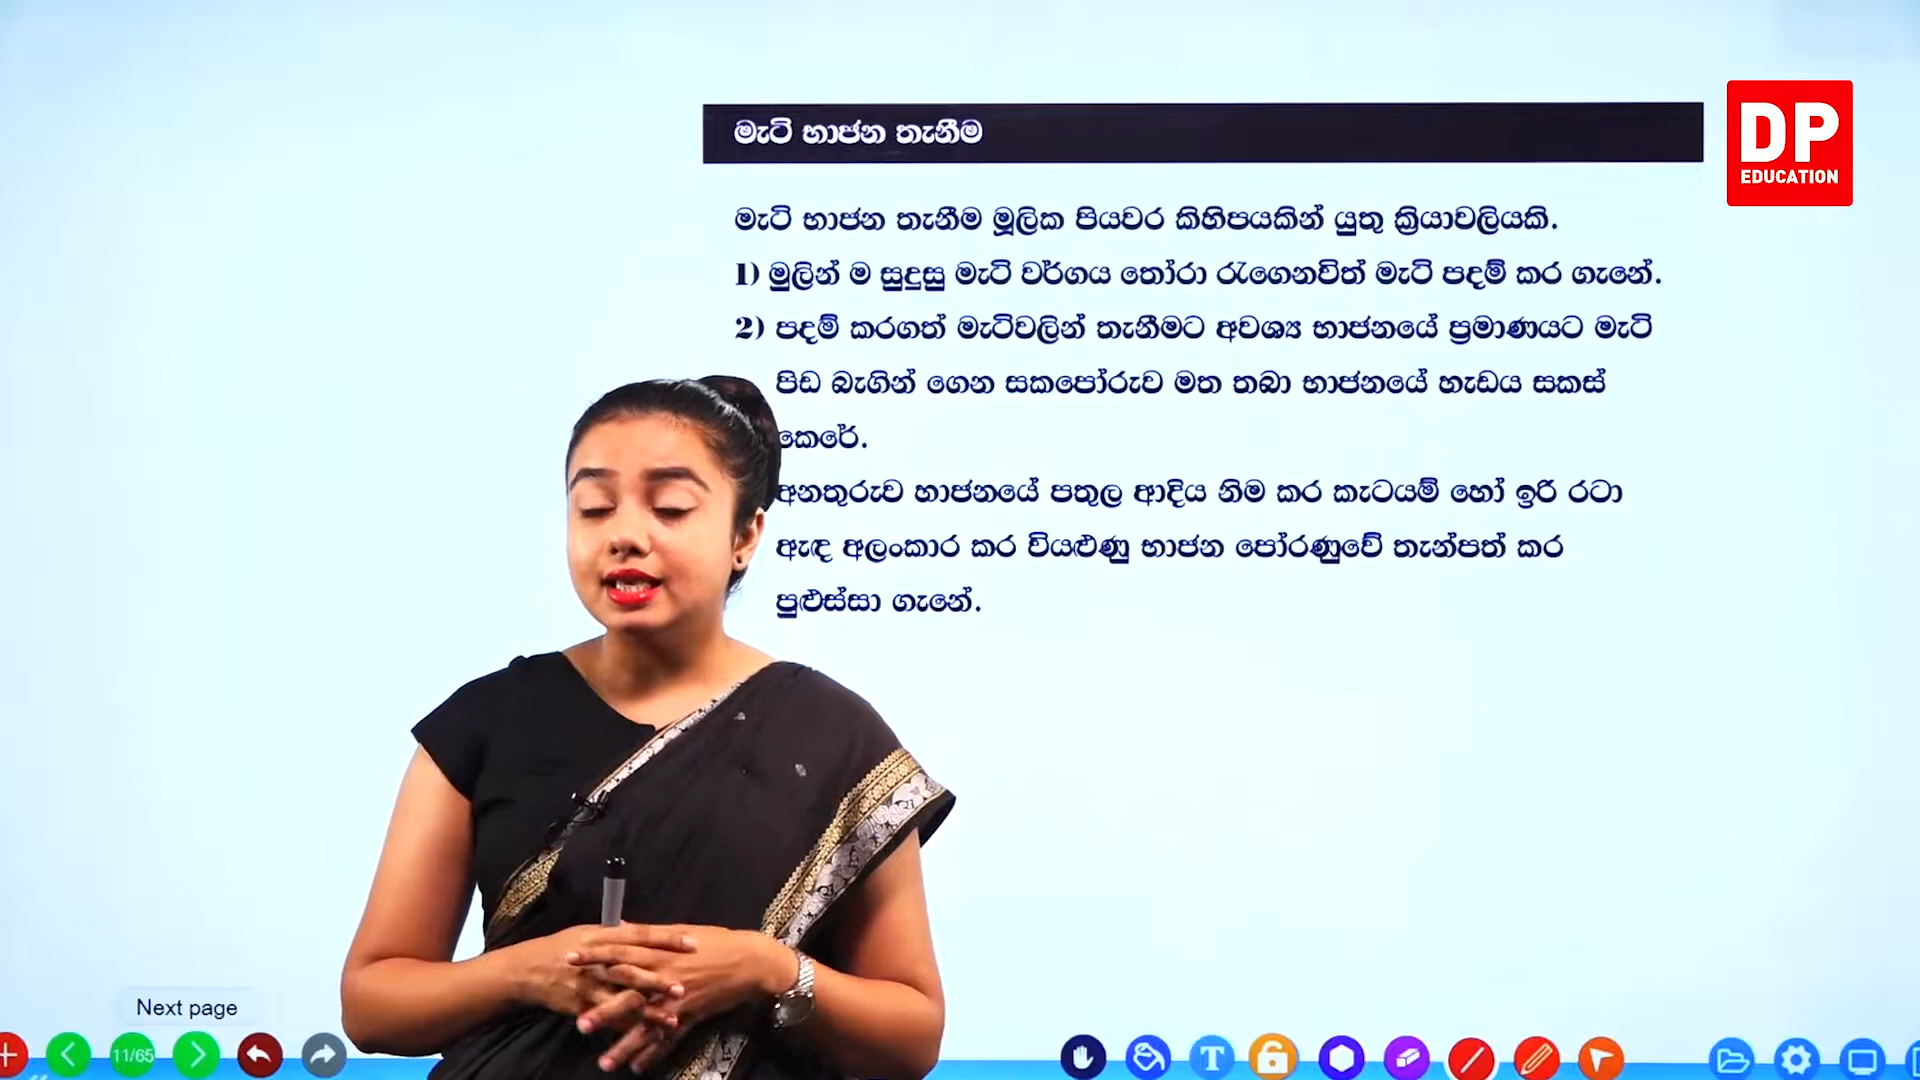 මැටි භාජන තැනීම
DP
EDUCATION
මැටි භාජන තැනීම මූලික පියවර කිහිපයකින් යුතු ක්‍රියාවලියකි.
1) මුලින් ම සුදුසු මැටි වර්ගය තෝරා රැගෙනවිත් මැටි පදම් කර ගැනේ.
2) පදම් කරගත් මැටිවලින් තැනීමට අවශ්‍ය භාජනයේ ප්‍රමාණයට මැටි
පිඩ බැගින් ගෙන සකපෝරුව මත තබා භාජනයේ හැඩය සකස්
කෙරේ.
අනතුරුව භාජනයේ පතුල ආදිය නිම කර කැටයම් හෝ ඉරි රටා
ඇඳ අලංකාර කර වියළුණු භාජන පෝරණුවේ තැන්පත් කර
පුළුස්සා ගැනේ.
Next page
11/65